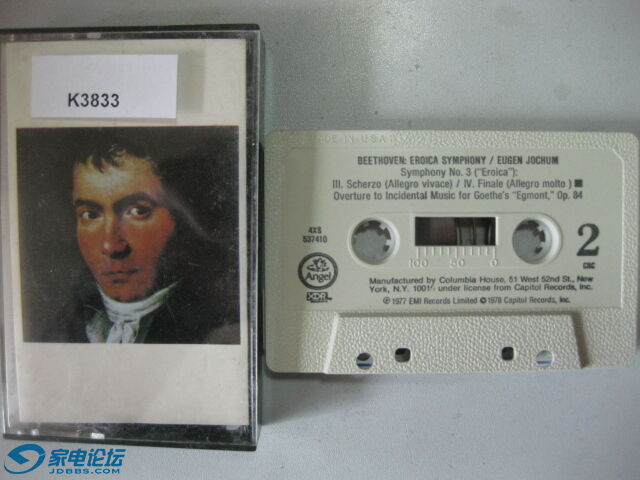 K3833
MADE IN U.S.A.
BEETHOVEN: EROICA SYMPHONY / EUGEN JOCHUM
Symphony No. 3 ("Eroica"):
III. Scherzo (Allegro vivace) / IV. Finale (Allegro molto) ■
Overture to Incidental Music for Goethe's "Egmont," Op. 84
4XS
537410
2
CRC
100 50 0
Angel
XDR
Manufactured by Columbia House, 51 West 52nd St., New
York, N.Y. under license from Capitol Records, Inc.
℗ 1977 EMI Records Limited © 1978 Capitol Records, Inc.
家电论坛
JDBBS.COM